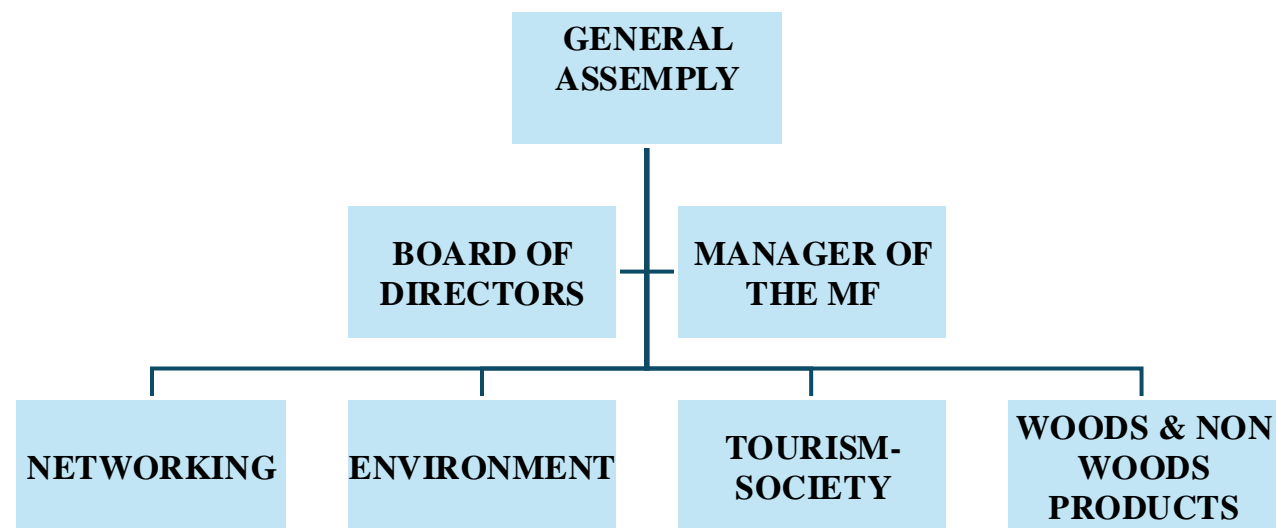 GENERAL
ASSEMPLY
BOARD OF
DIRECTORS
MANAGER OF
THE MF
NETWORKING
ENVIRONMENT
TOURISM-
SOCIETY
WOODS & NON
WOODS
PRODUCTS